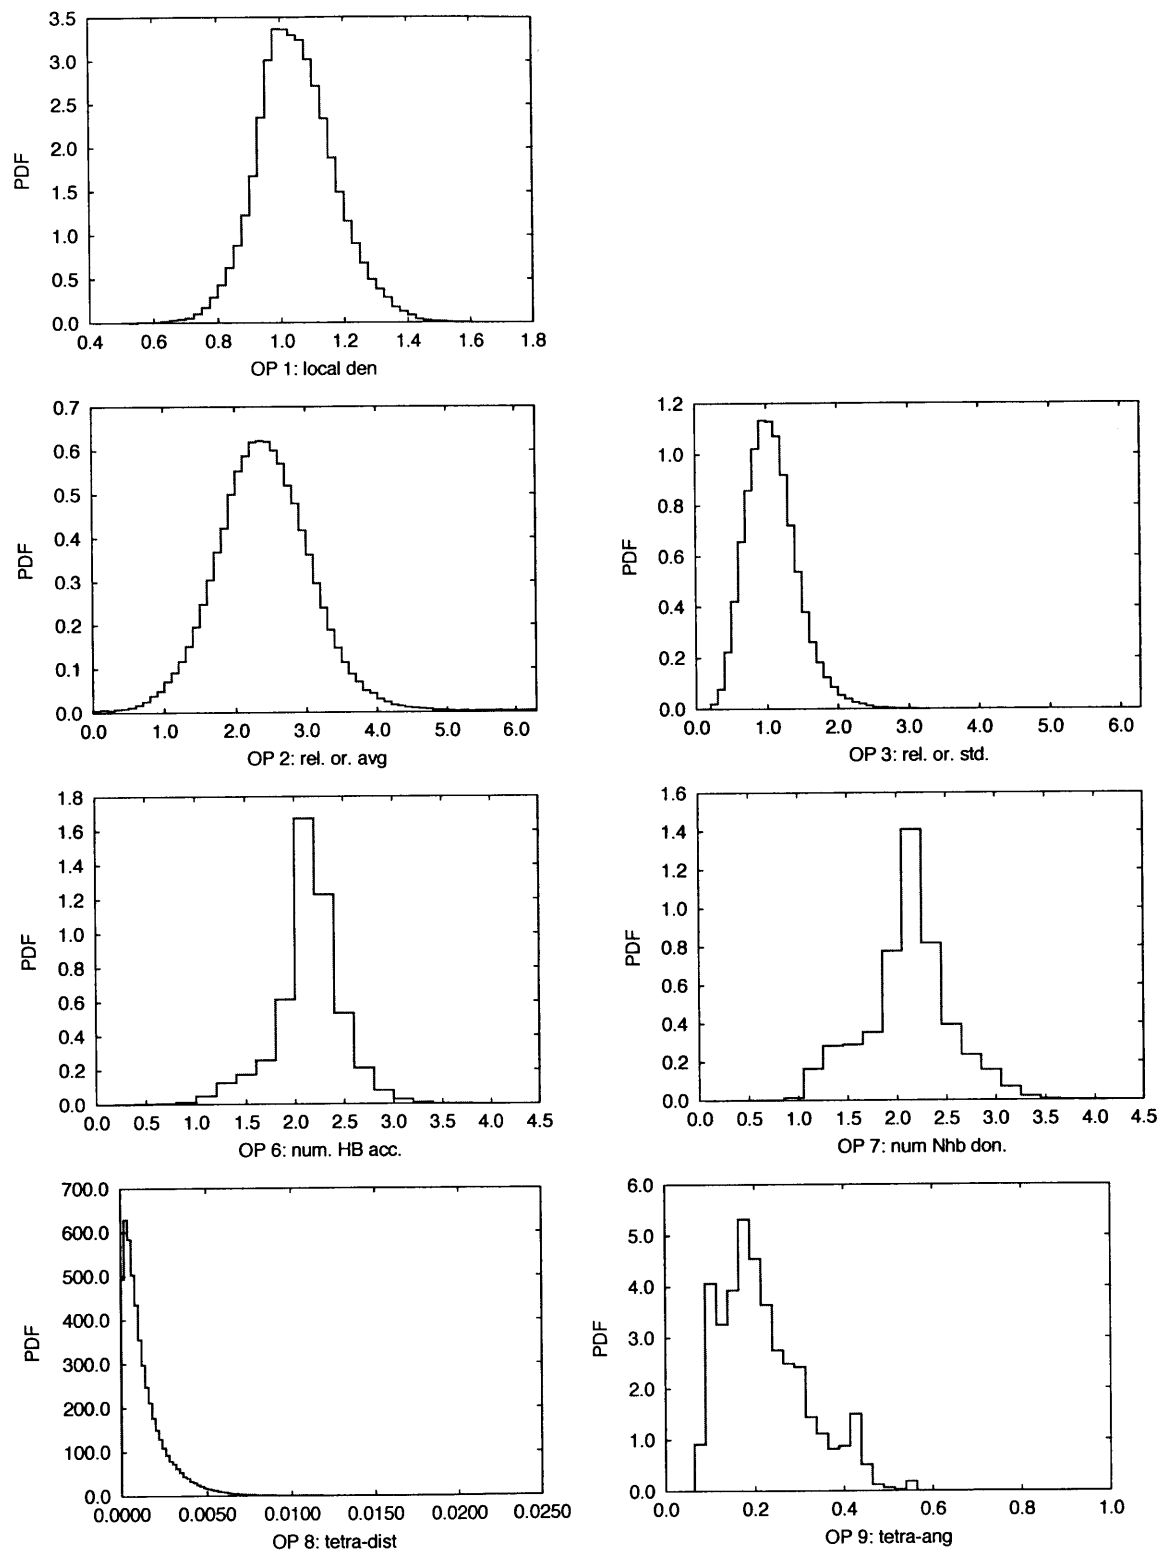 3.5
3.0
2.5
2.0
1.5
1.0
0.5
0.0
PDF
0.4 0.6 0.8 1.0 1.2 1.4 1.6 1.8
OP 1: local den
0.7
0.6
0.5
0.4
0.3
0.2
0.1
0.0
PDF
0.0 1.0 2.0 3.0 4.0 5.0 6.0
OP 2: rel. or. avg
1.2
1.0
0.8
0.6
0.4
0.2
0.0
PDF
0.0 1.0 2.0 3.0 4.0 5.0 6.0
OP 3: rel. or. std.
1.8
1.6
1.4
1.2
1.0
0.8
0.6
0.4
0.2
0.0
PDF
0.0 0.5 1.0 1.5 2.0 2.5 3.0 3.5 4.0 4.5
OP 6: num. HB acc.
1.6
1.4
1.2
1.0
0.8
0.6
0.4
0.2
0.0
PDF
0.0 0.5 1.0 1.5 2.0 2.5 3.0 3.5 4.0 4.5
OP 7: num Nhb don.
700.0
600.0
500.0
400.0
300.0
200.0
100.0
0.0
PDF
0.0000 0.0050 0.0100 0.0150 0.0200 0.0250
OP 8: tetra-dist
6.0
5.0
4.0
3.0
2.0
1.0
0.0
PDF
0.0 0.2 0.4 0.6 0.8 1.0
OP 9: tetra-ang